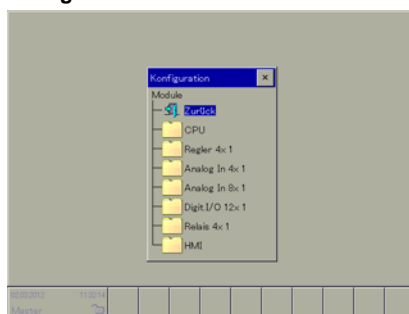 Konfiguration
Module
Zurück
CPU
Regler 4x 1
Analog In 4x 1
Analog In 8x 1
Digit.I/O 12x 1
Relais 4x 1
HMI
Master